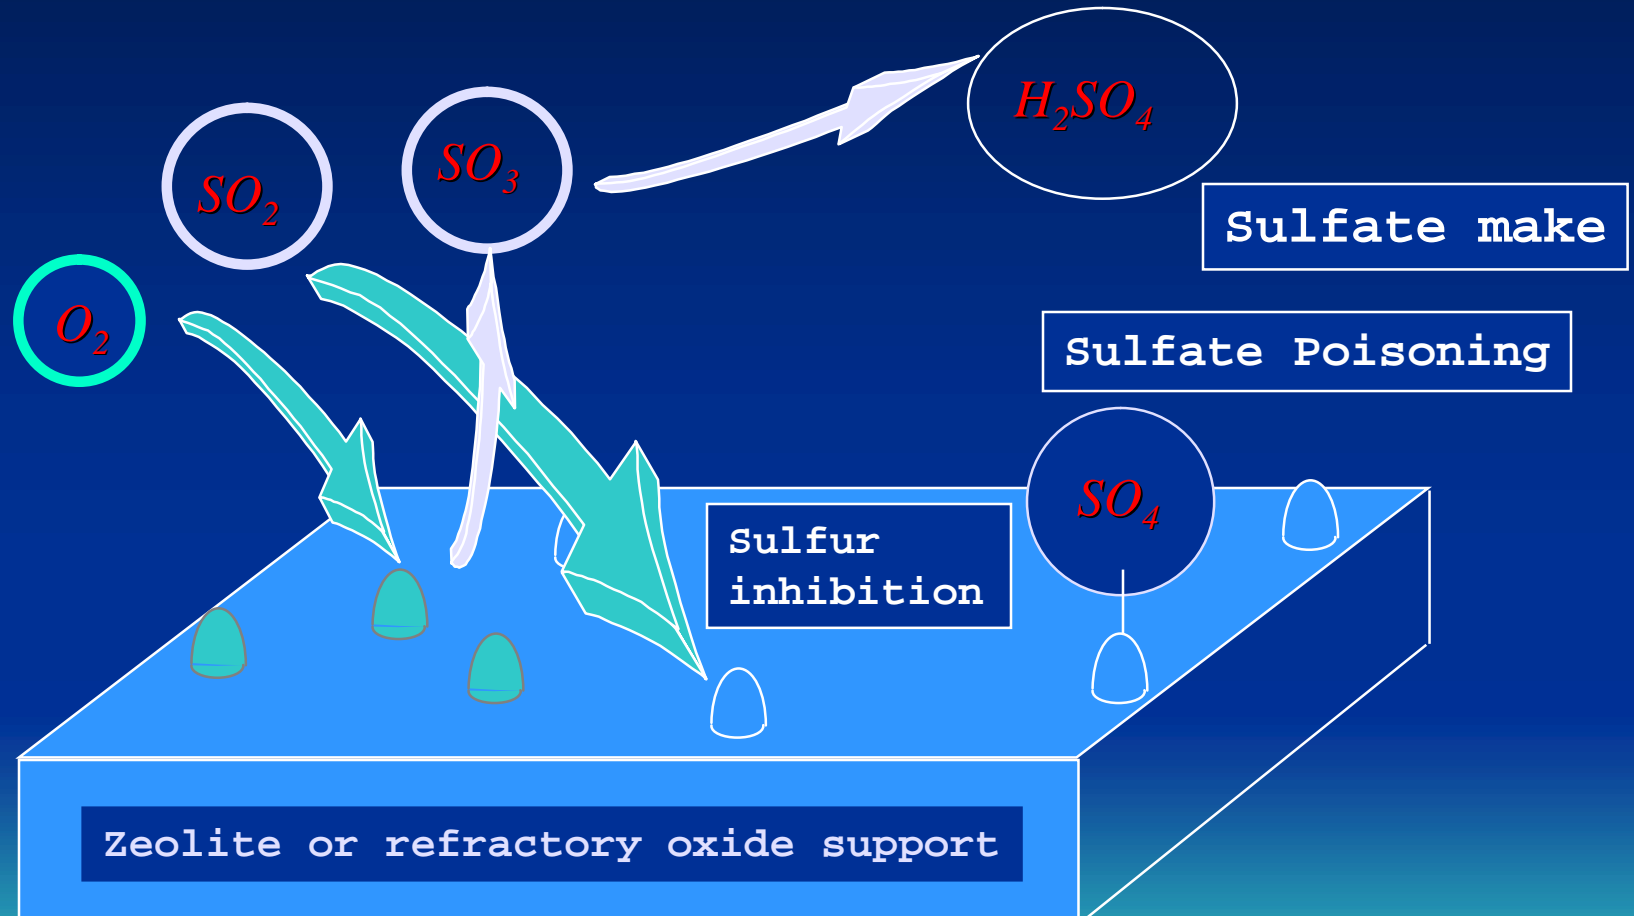 H₂SO₄
SO₃
SO₂
Sulfate make
O₂
Sulfate Poisoning
SO₄
Sulfur
inhibition
Zeolite or refractory oxide support